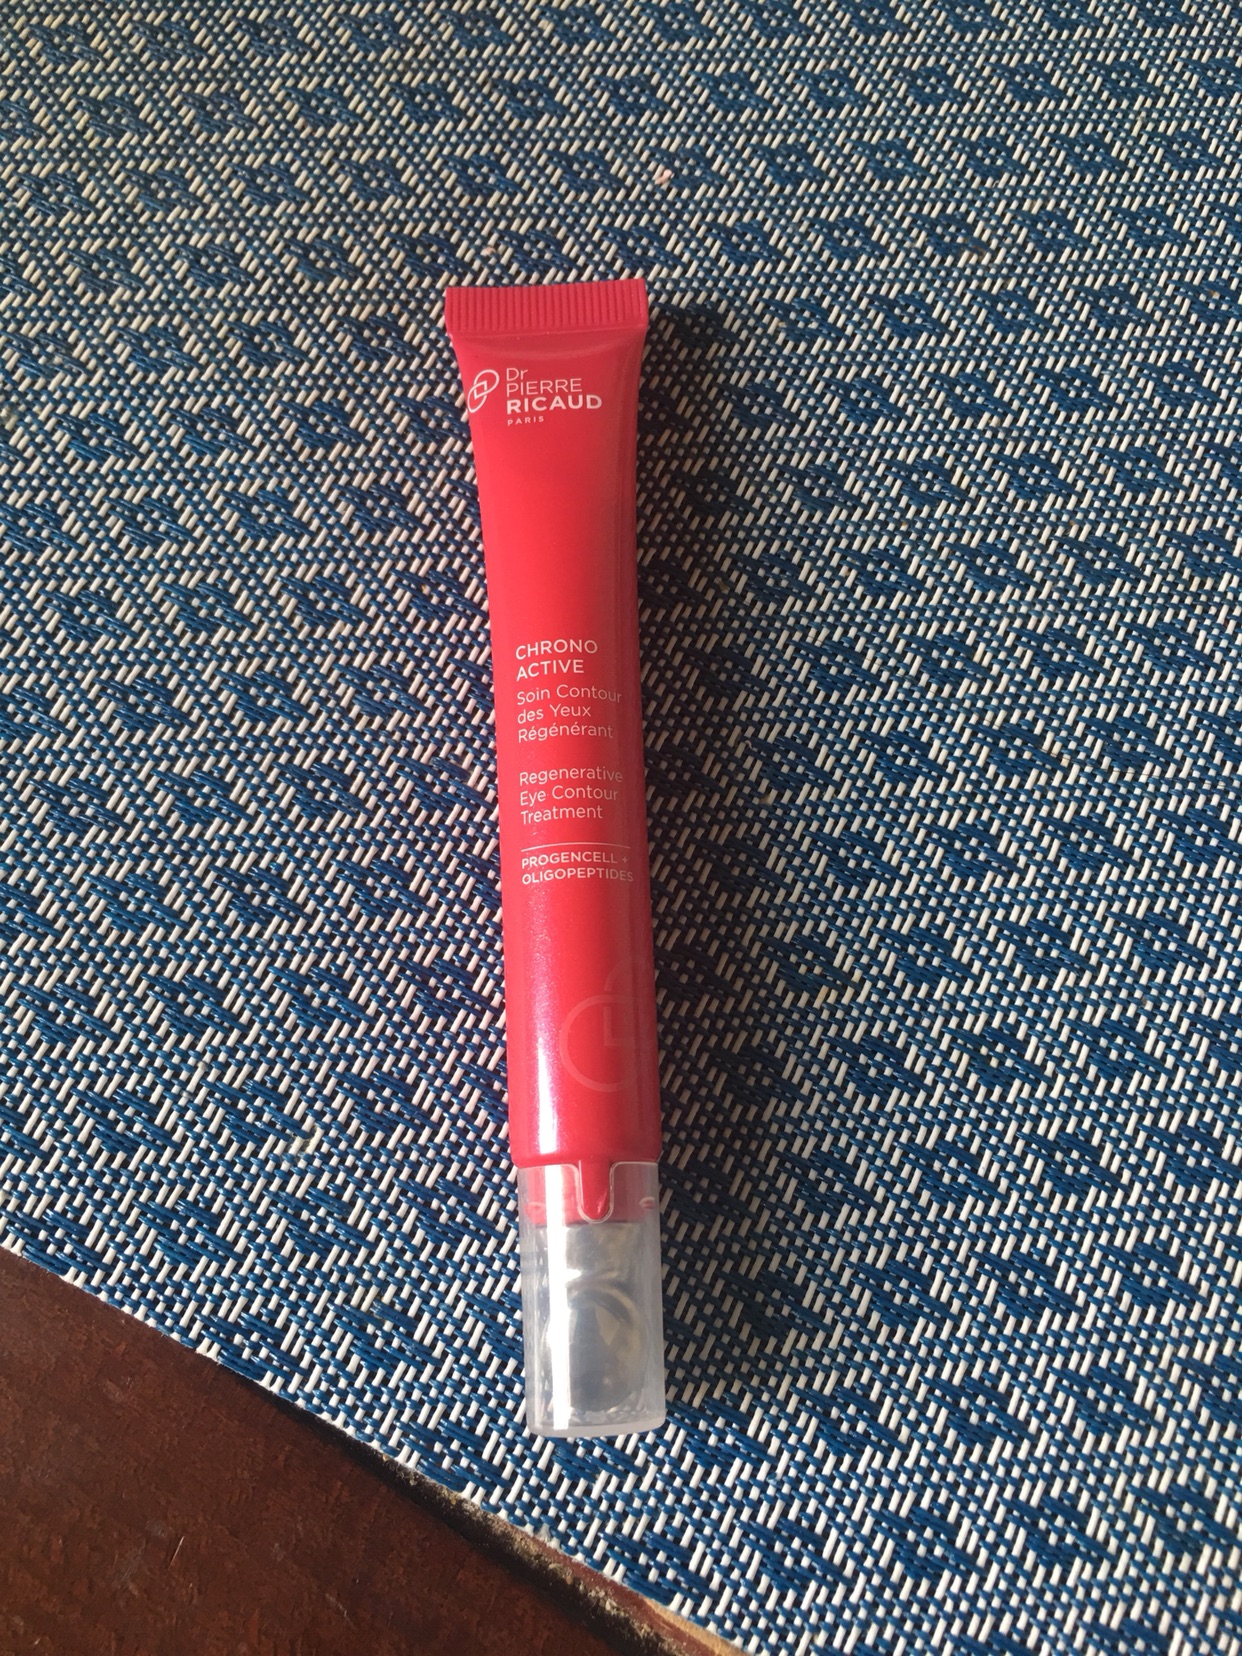 Dr
PIERRE
RICAUD
PARIS
CHRONO
ACTIVE
Soin Contour
des Yeux
Régénérant
Regenerative
Eye Contour
Treatment
PROGENCELL +
OLIGOPEPTIDES